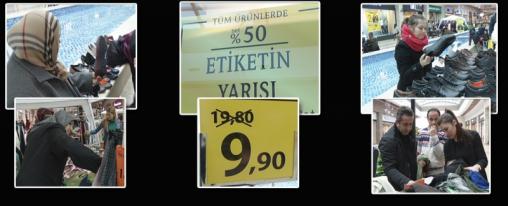 TÜM ÜRÜNLERDE
%50
ETİKETİN
YARISI
19,80
9,90